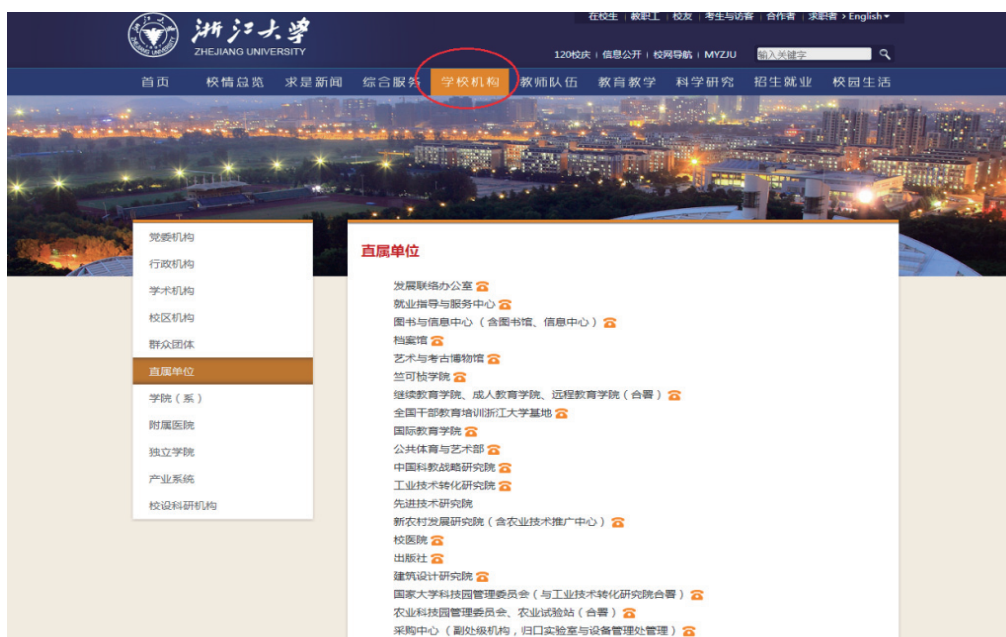 浙江大学
ZHEJIANG UNIVERSITY
在校生 | 教职工 | 校友 | 考生与访客 | 合作者 | 求职者 > English
120校庆 | 信息公开 | 校网导航 | MYZJU 输入关键字
首页 校情总览 求是新闻 综合服务 学校机构 教师队伍 教育教学 科学研究 招生就业 校园生活
党委机构
行政机构
学术机构
校区机构
群众团体
直属单位
学院（系）
附属医院
独立学院
产业系统
校设科研机构
直属单位
发展联络办公室
就业指导与服务中心
图书与信息中心（含图书馆、信息中心）
档案馆
艺术与考古博物馆
竺可桢学院
继续教育学院、成人教育学院、远程教育学院（合署）
全国干部教育培训浙江大学基地
国际教育学院
公共体育与艺术部
中国科教战略研究院
工业技术转化研究院
先进技术研究院
新农村发展研究院（含农业技术推广中心）
校医院
出版社
建筑设计研究院
国家大学科技园管理委员会（与工业技术转化研究院合署）
农业科技园管理委员会、农业试验站（合署）
采购中心（副处级机构，归口实验室与设备管理处管理）